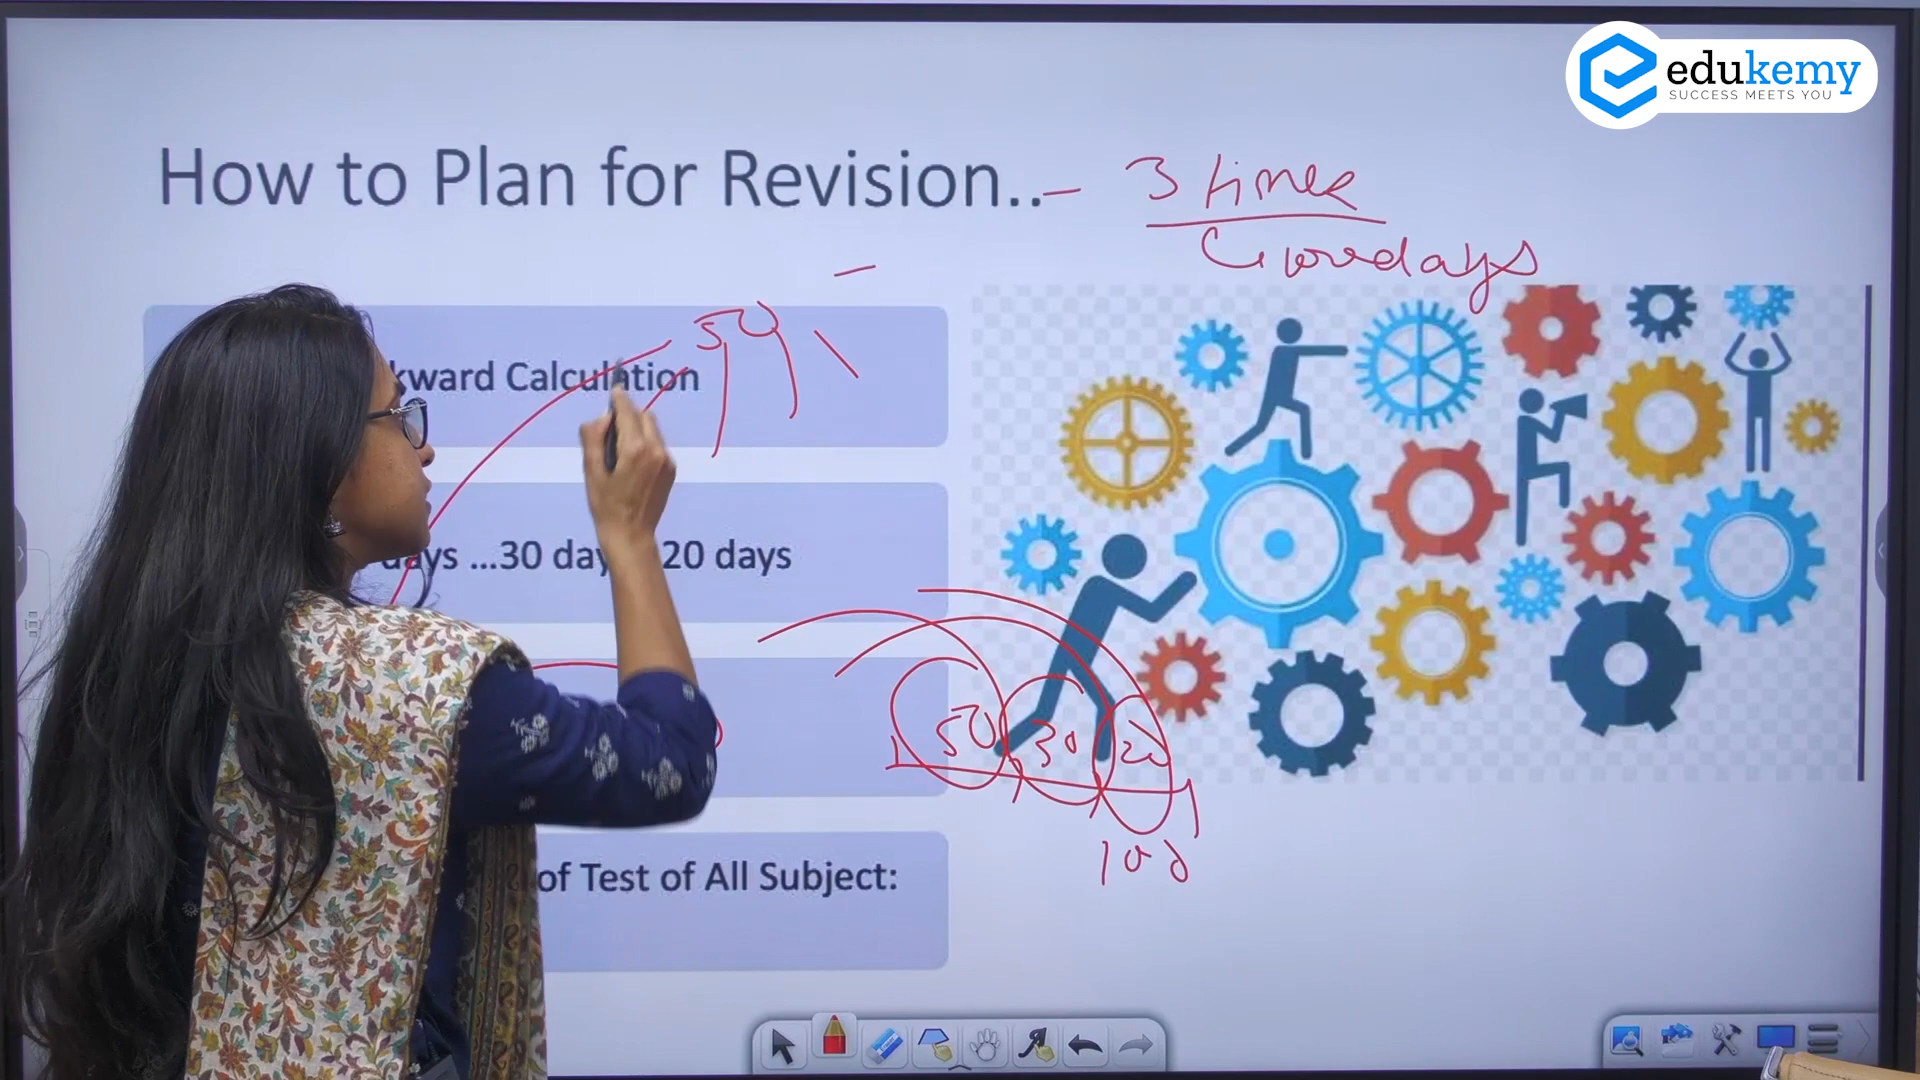 edukemy
SUCCESS MEETS YOU
How to Plan for Revision..
- 3 times
days
50
kward Calculation
days ...30 day 20 days
50 30 20
100
of Test of All Subject: